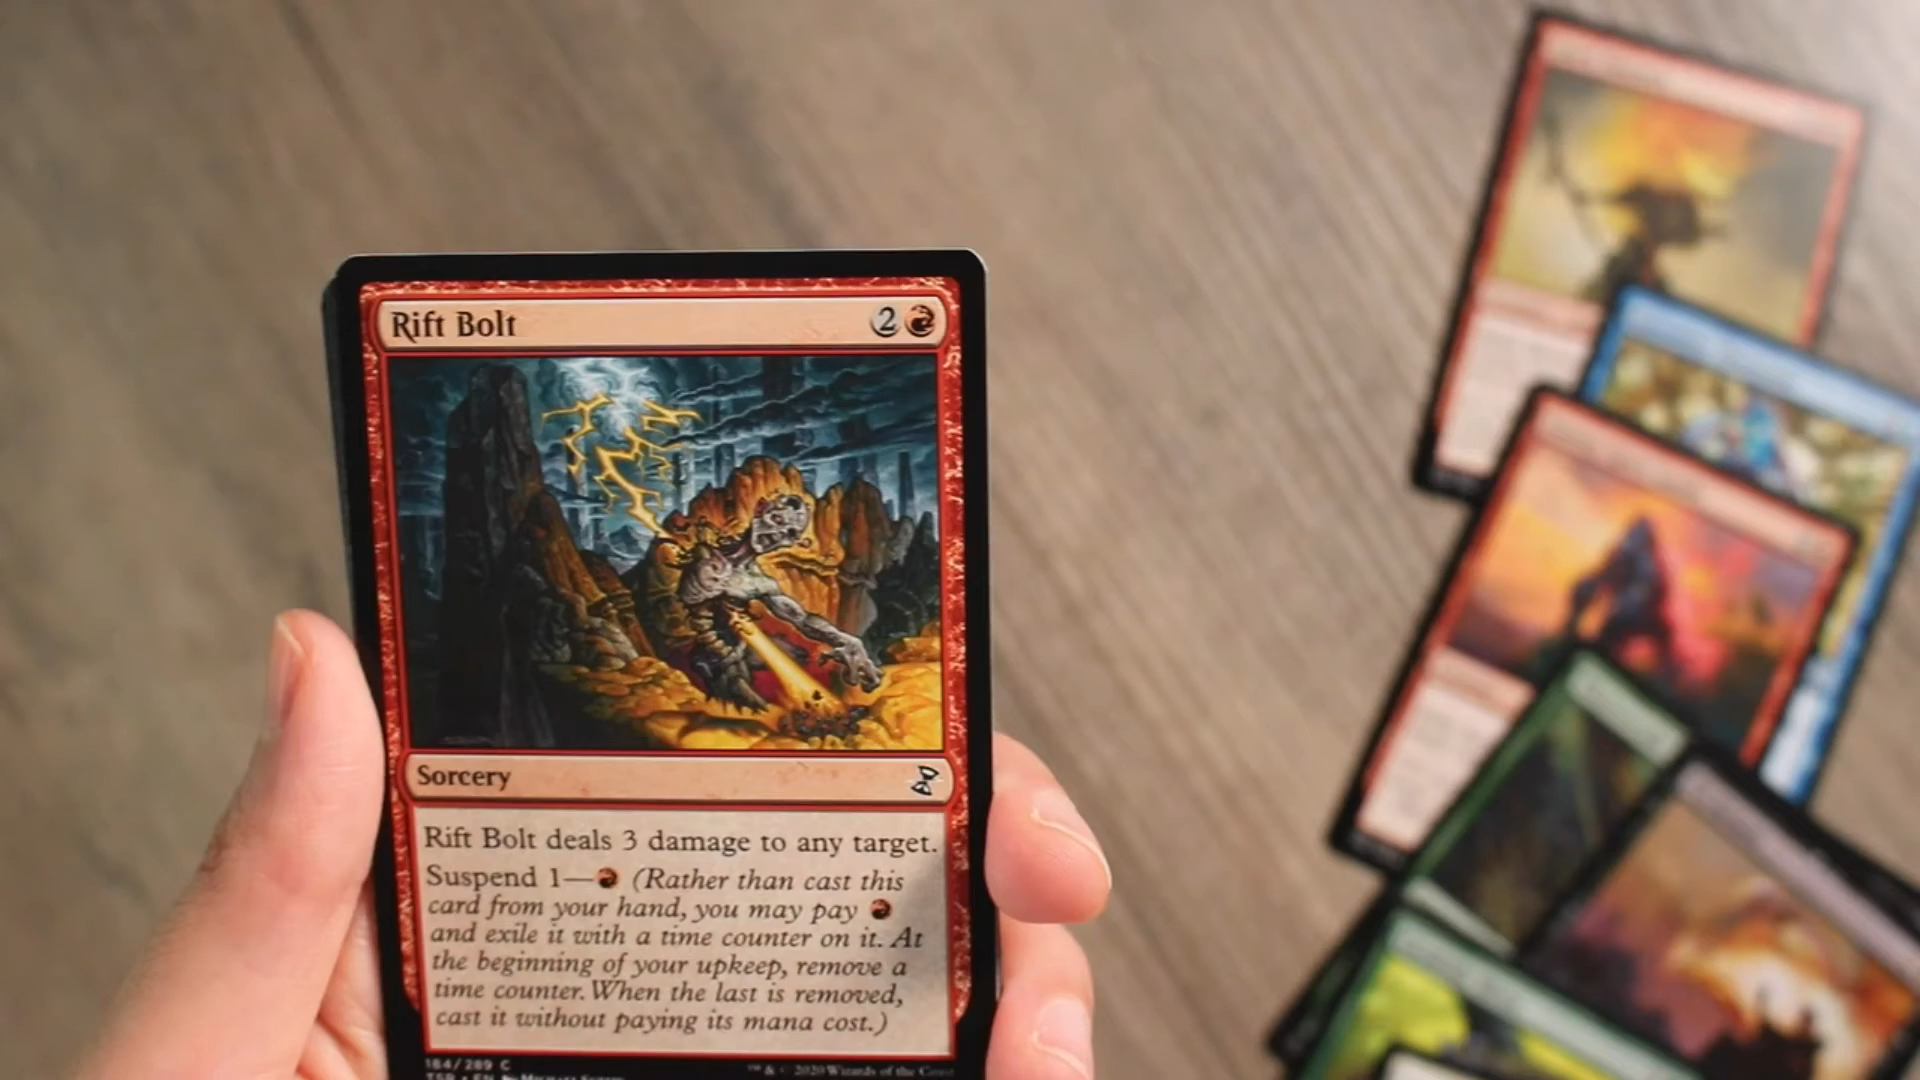 Rift Bolt 2
Sorcery
Rift Bolt deals 3 damage to any target.
Suspend 1— (Rather than cast this
card from your hand, you may pay
and exile it with a time counter on it. At
the beginning of your upkeep, remove a
time counter. When the last is removed,
cast it without paying its mana cost.)
184/289 C
™ & © 2020 Wizards of the Coast
TSR • EN